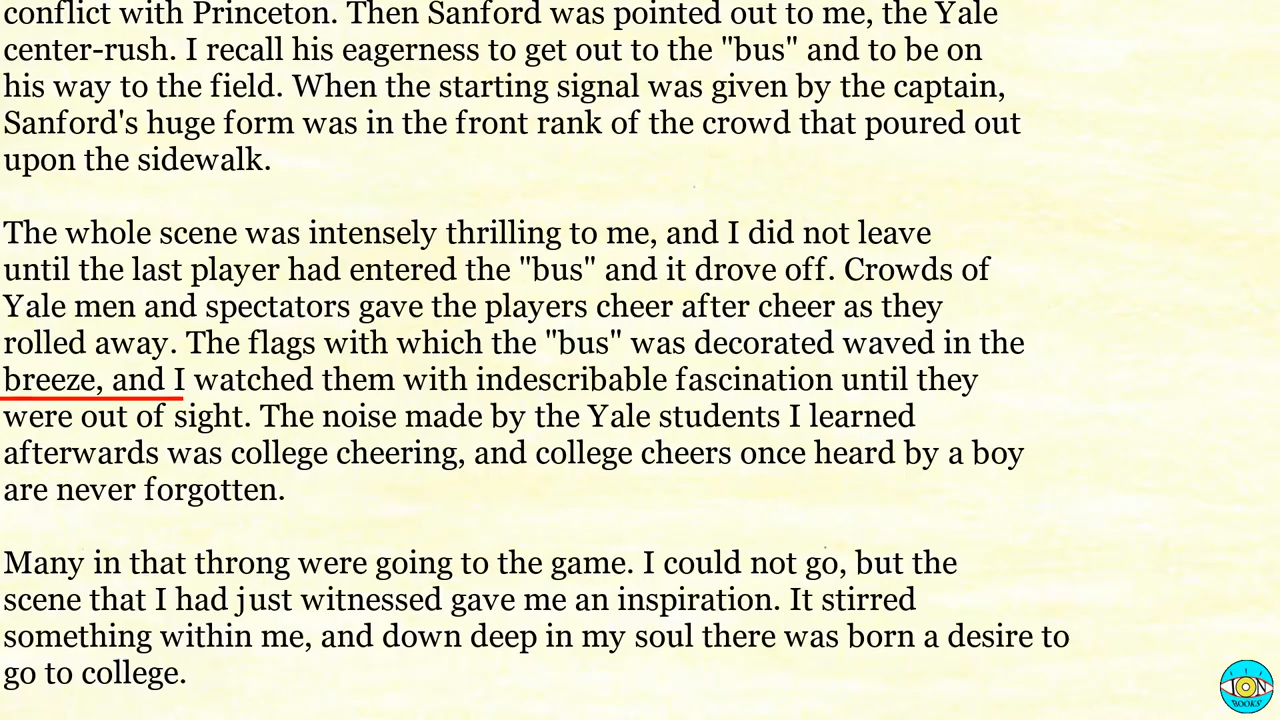 conflict with Princeton. Then Sanford was pointed out to me, the Yale
center-rush. I recall his eagerness to get out to the "bus" and to be on
his way to the field. When the starting signal was given by the captain,
Sanford's huge form was in the front rank of the crowd that poured out
upon the sidewalk.
The whole scene was intensely thrilling to me, and I did not leave
until the last player had entered the "bus" and it drove off. Crowds of
Yale men and spectators gave the players cheer after cheer as they
rolled away. The flags with which the "bus" was decorated waved in the
breeze, and I watched them with indescribable fascination until they
were out of sight. The noise made by the Yale students I learned
afterwards was college cheering, and college cheers once heard by a boy
are never forgotten.
Many in that throng were going to the game. I could not go, but the
scene that I had just witnessed gave me an inspiration. It stirred
something within me, and down deep in my soul there was born a desire to
go to college.
ION
BOOKS